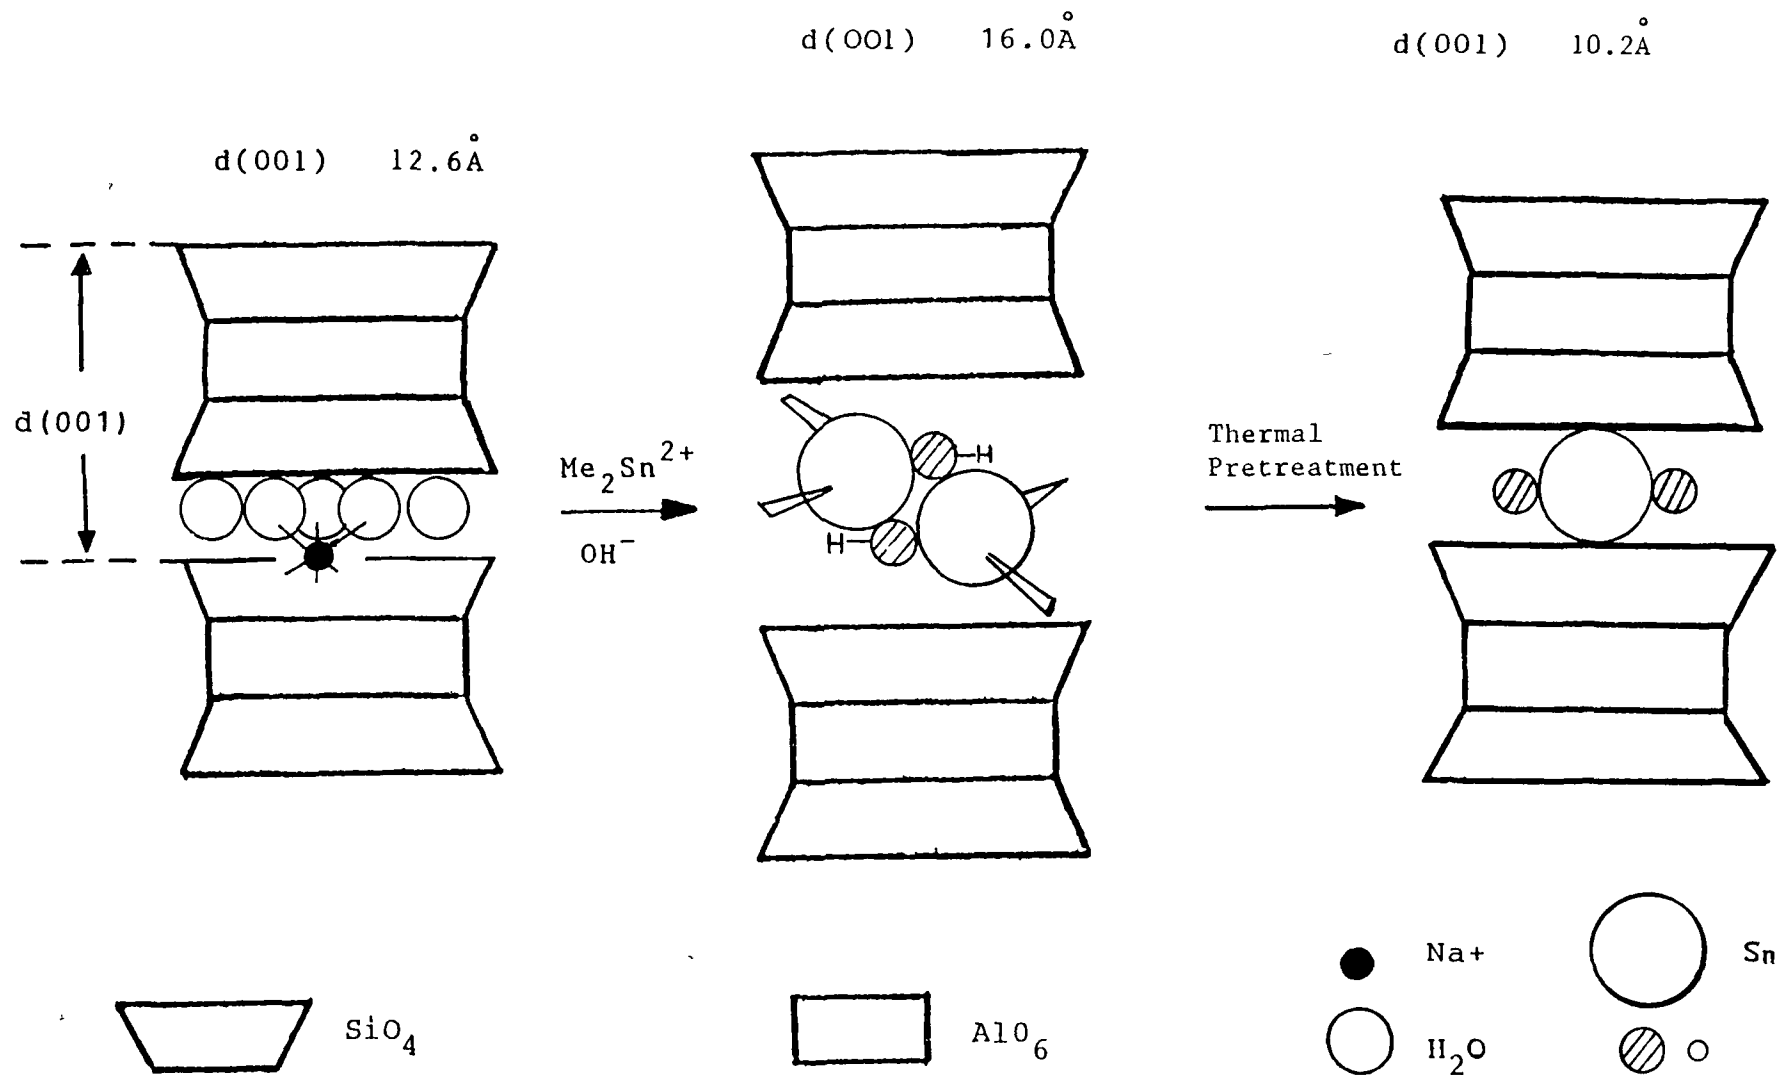 d(001) 16.0Å
d(001) 10.2Å
d(001) 12.6Å
d(001)
Me₂Sn²⁺
OH⁻
H
H
Thermal
Pretreatment
Na+
Sn
H₂O
O
SiO₄
AlO₆